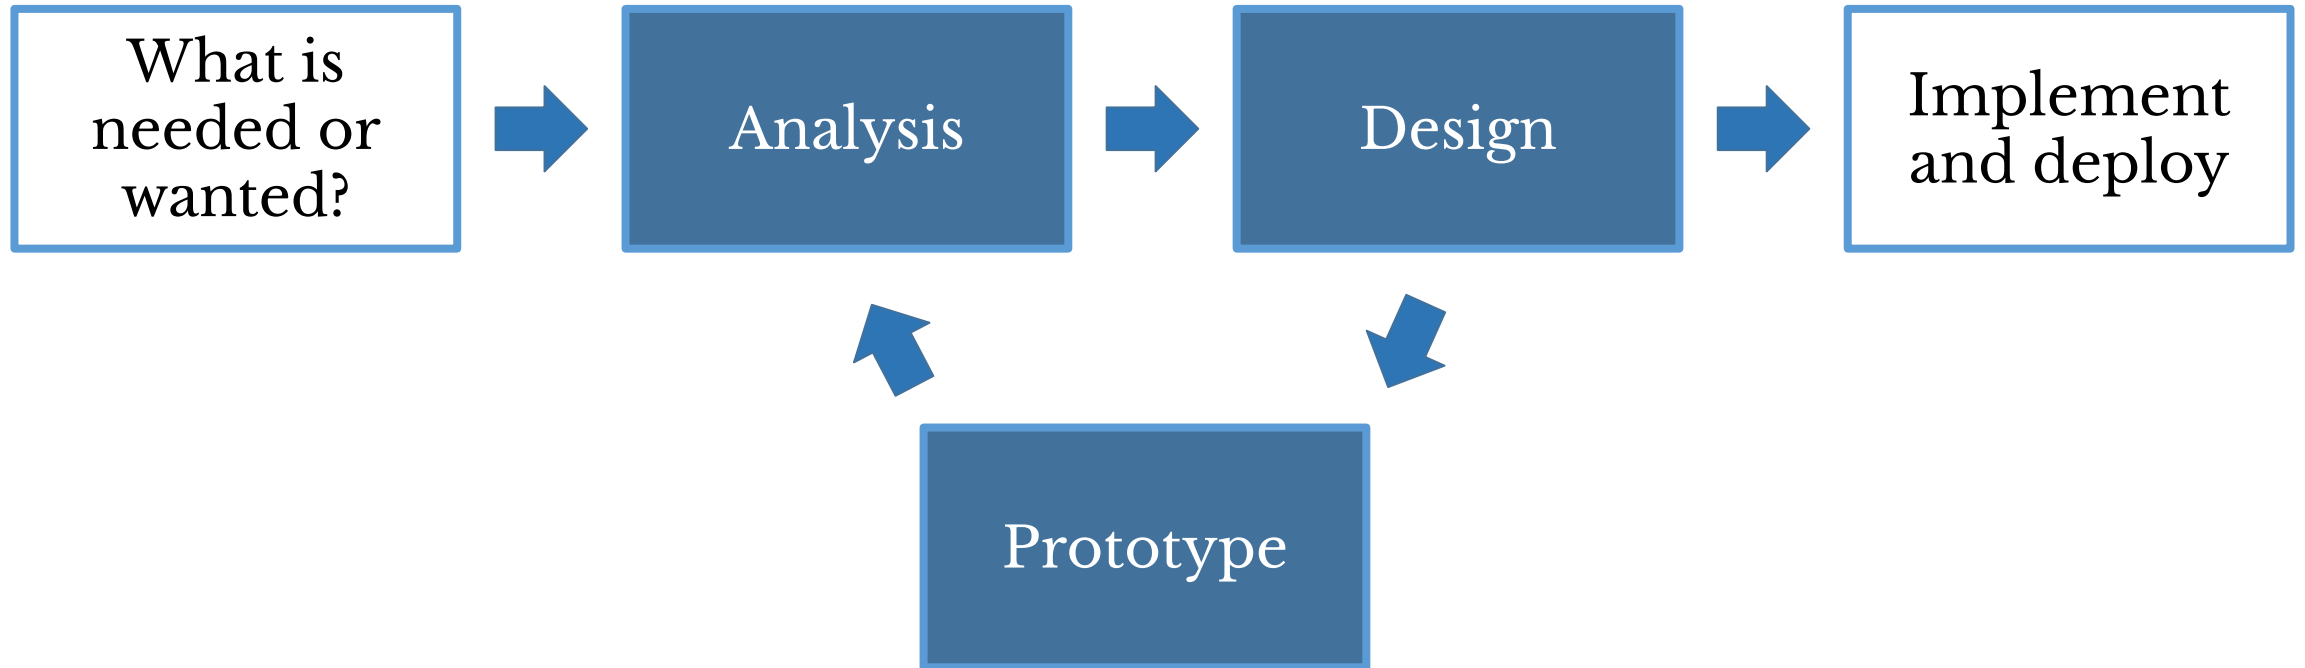 What is
needed or
wanted?
Analysis
Design
Implement
and deploy
Prototype